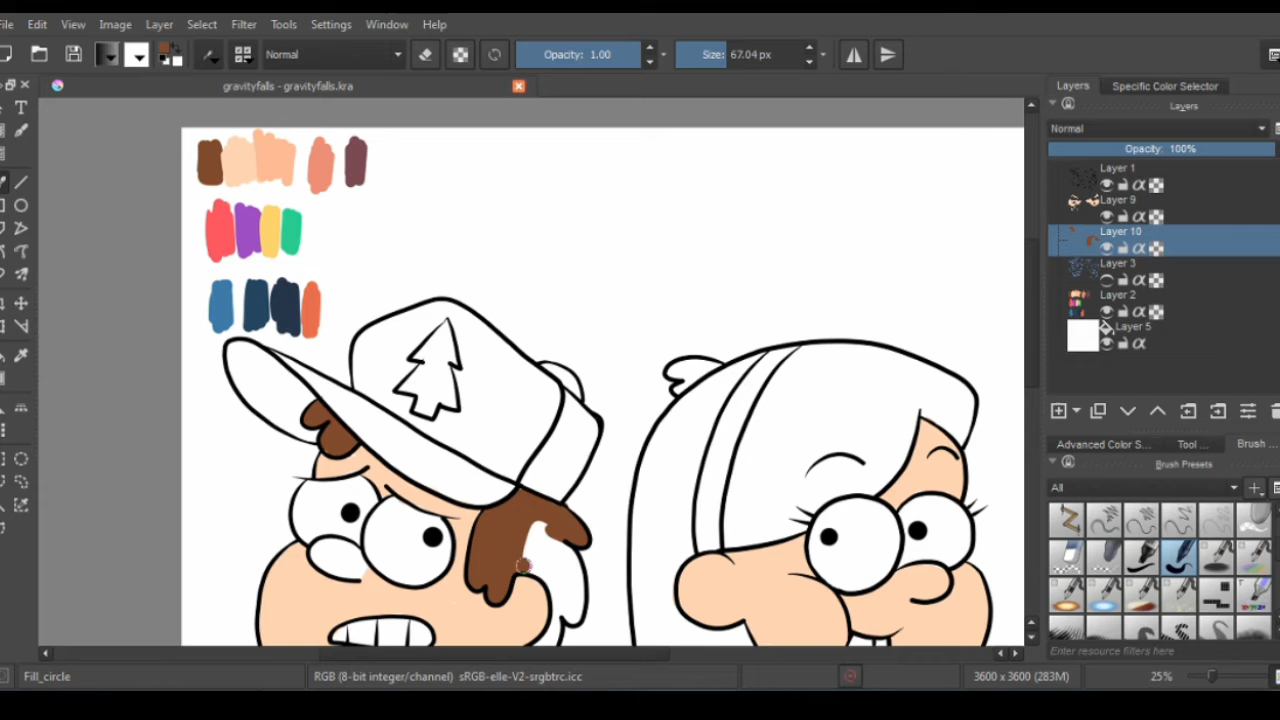 File Edit View Image Layer Select Filter Tools Settings Window Help
Normal Opacity: 1.00 Size: 67.04 px
gravityfalls - gravityfalls.kra
Layers Specific Color Selector
Layers
Normal
Opacity: 100%
Layer 1
Layer 9
Layer 10
Layer 3
Layer 2
Layer 5
Advanced Color S... Tool ... Brush ...
Brush Presets
All
Enter resource filters here
Fill_circle RGB (8-bit integer/channel) sRGB-elle-V2-srgbtrc.icc 3600 x 3600 (283M) 25%